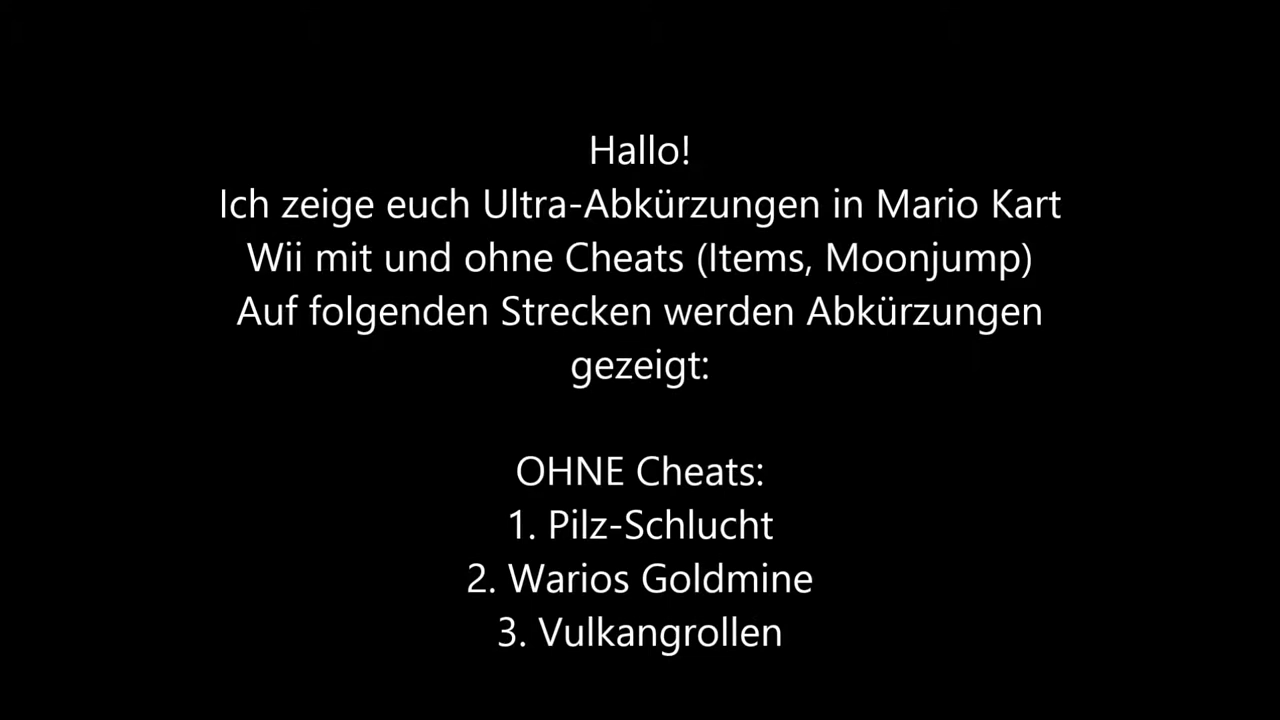 Hallo!
Ich zeige euch Ultra-Abkürzungen in Mario Kart
Wii mit und ohne Cheats (Items, Moonjump)
Auf folgenden Strecken werden Abkürzungen
gezeigt:
OHNE Cheats:
1. Pilz-Schlucht
2. Warios Goldmine
3. Vulkangrollen